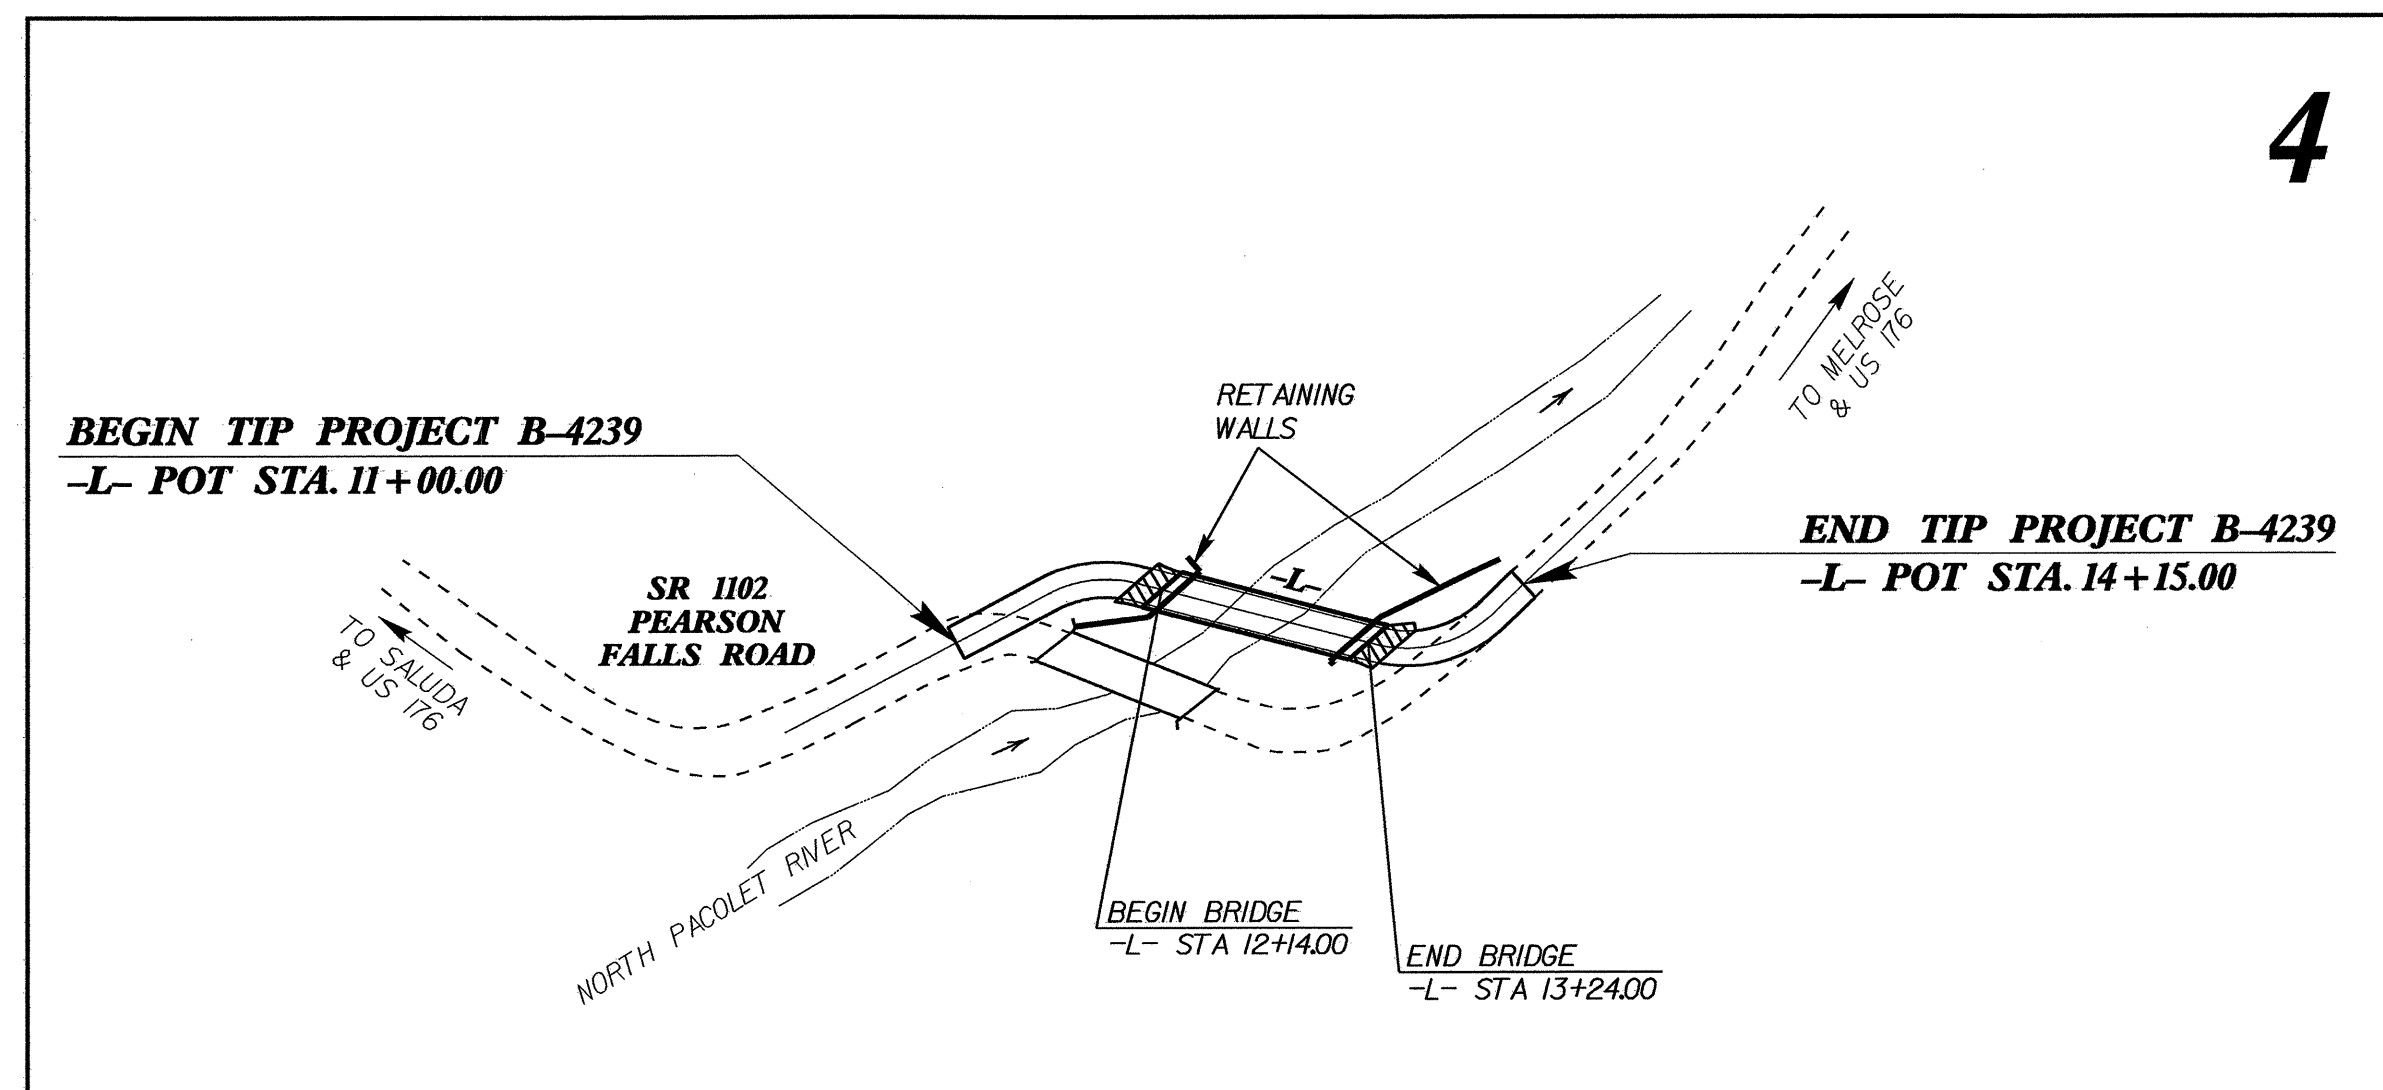 4
RETAINING
WALLS
TO MELROSE
& US 176
BEGIN TIP PROJECT B-4239
-L- POT STA. 11+00.00
END TIP PROJECT B-4239
-L- POT STA. 14+15.00
SR 1102
PEARSON
FALLS ROAD
-L-
TO SALUDA
& US 176
NORTH PACOLET RIVER
BEGIN BRIDGE
-L- STA 12+14.00
END BRIDGE
-L- STA 13+24.00